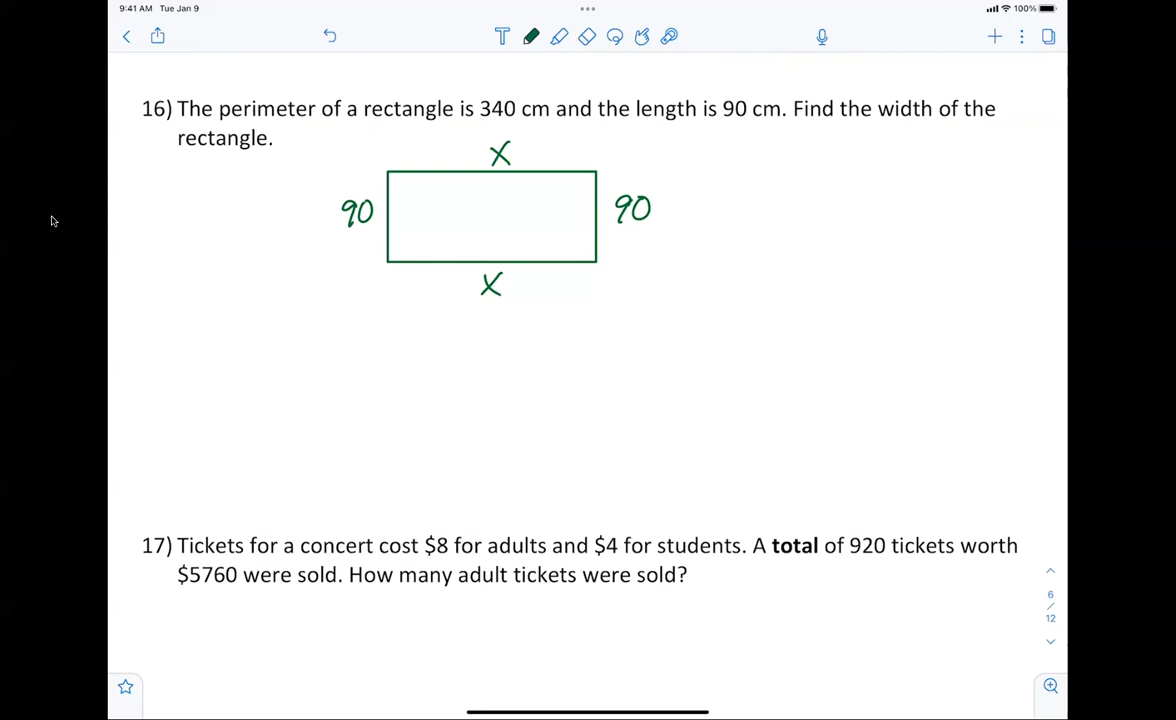 9:41 AM Tue Jan 9
100%
16) The perimeter of a rectangle is 340 cm and the length is 90 cm. Find the width of the
rectangle.
X
90
90
X
17) Tickets for a concert cost $8 for adults and $4 for students. A total of 920 tickets worth
$5760 were sold. How many adult tickets were sold?
6
/
12